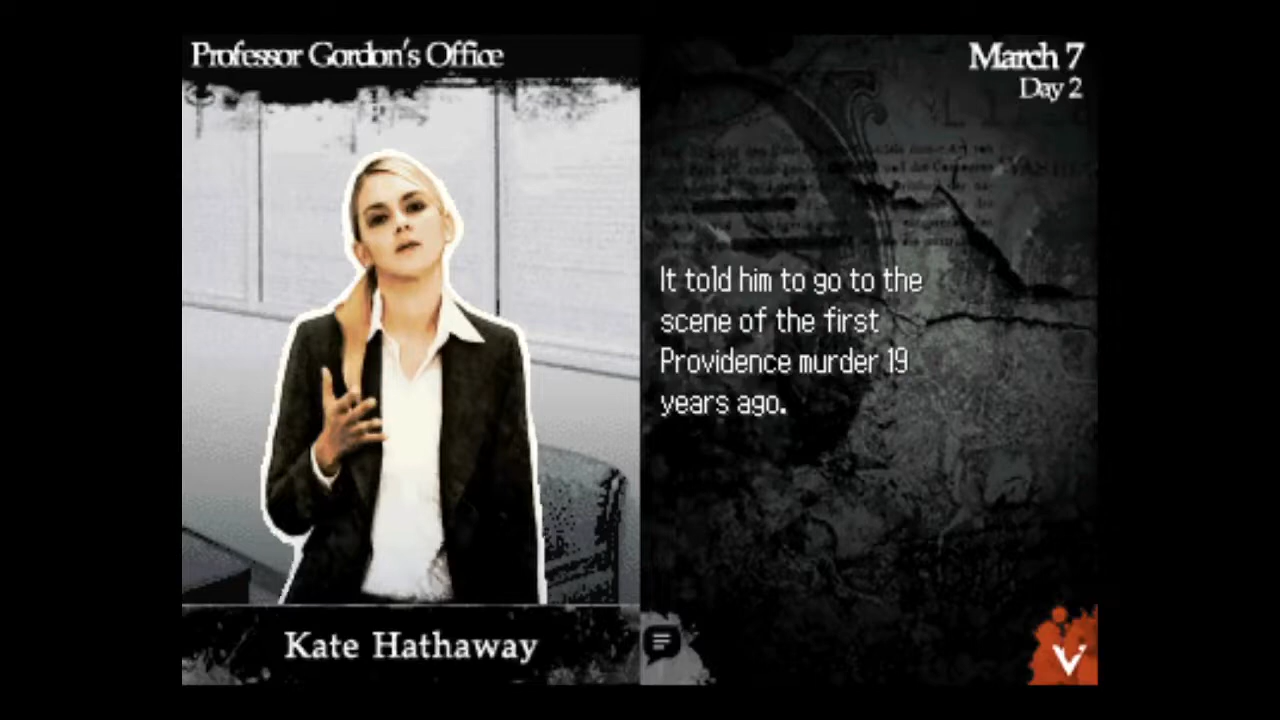 Professor Gordon's Office
March 7
Day 2
It told him to go to the
scene of the first
Providence murder 19
years ago.
Kate Hathaway